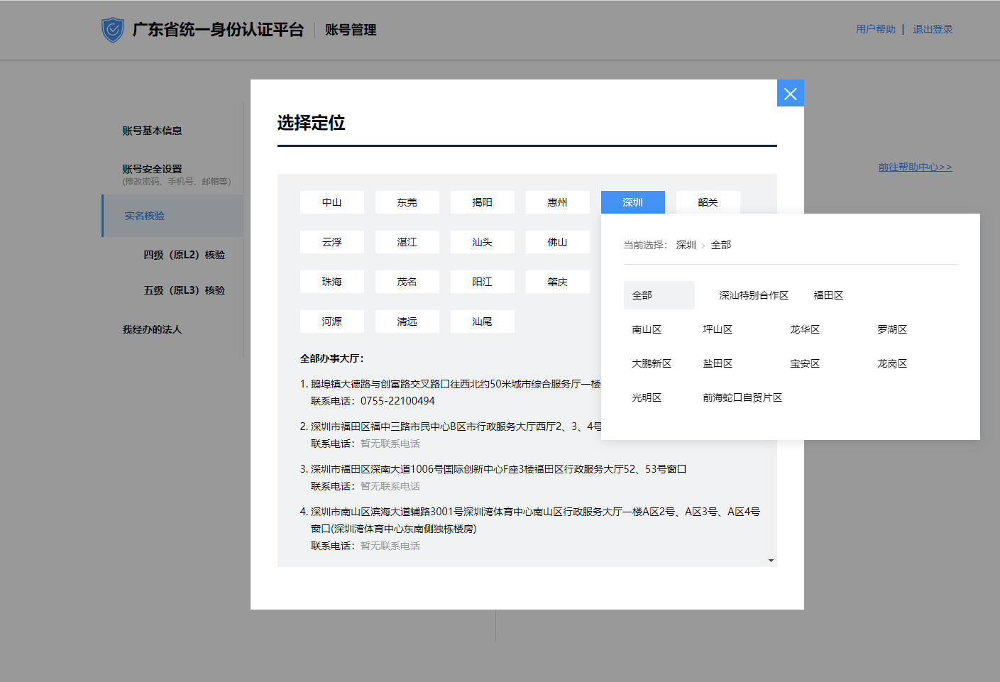 广东省统一身份认证平台 账号管理
用户帮助 | 退出登录
账号基本信息
账号安全设置
(修改密码、手机号、邮箱等)
实名核验
四级（原L2）核验
五级（原L3）核验
我经办的法人
前往帮助中心>>
选择定位
中山 东莞 揭阳 惠州 深圳 韶关
云浮 湛江 汕头 佛山
珠海 茂名 阳江 肇庆
河源 清远 汕尾
当前选择： 深圳 > 全部
全部 深汕特别合作区 福田区
南山区 坪山区 龙华区 罗湖区
大鹏新区 盐田区 宝安区 龙岗区
光明区 前海蛇口自贸片区
全部办事大厅：
1. 鹅埠镇大德路与创富路交叉路口往西北约50米城市综合服务厅一楼
联系电话：0755-22100494
2. 深圳市福田区福中三路市民中心B区市行政服务大厅西厅2、3、4号
联系电话：暂无联系电话
3. 深圳市福田区深南大道1006号国际创新中心F座3楼福田区行政服务大厅52、53号窗口
联系电话：暂无联系电话
4. 深圳市南山区滨海大道辅路3001号深圳湾体育中心南山区行政服务大厅一楼A区2号、A区3号、A区4号
窗口(深圳湾体育中心东南侧独栋楼房)
联系电话：暂无联系电话